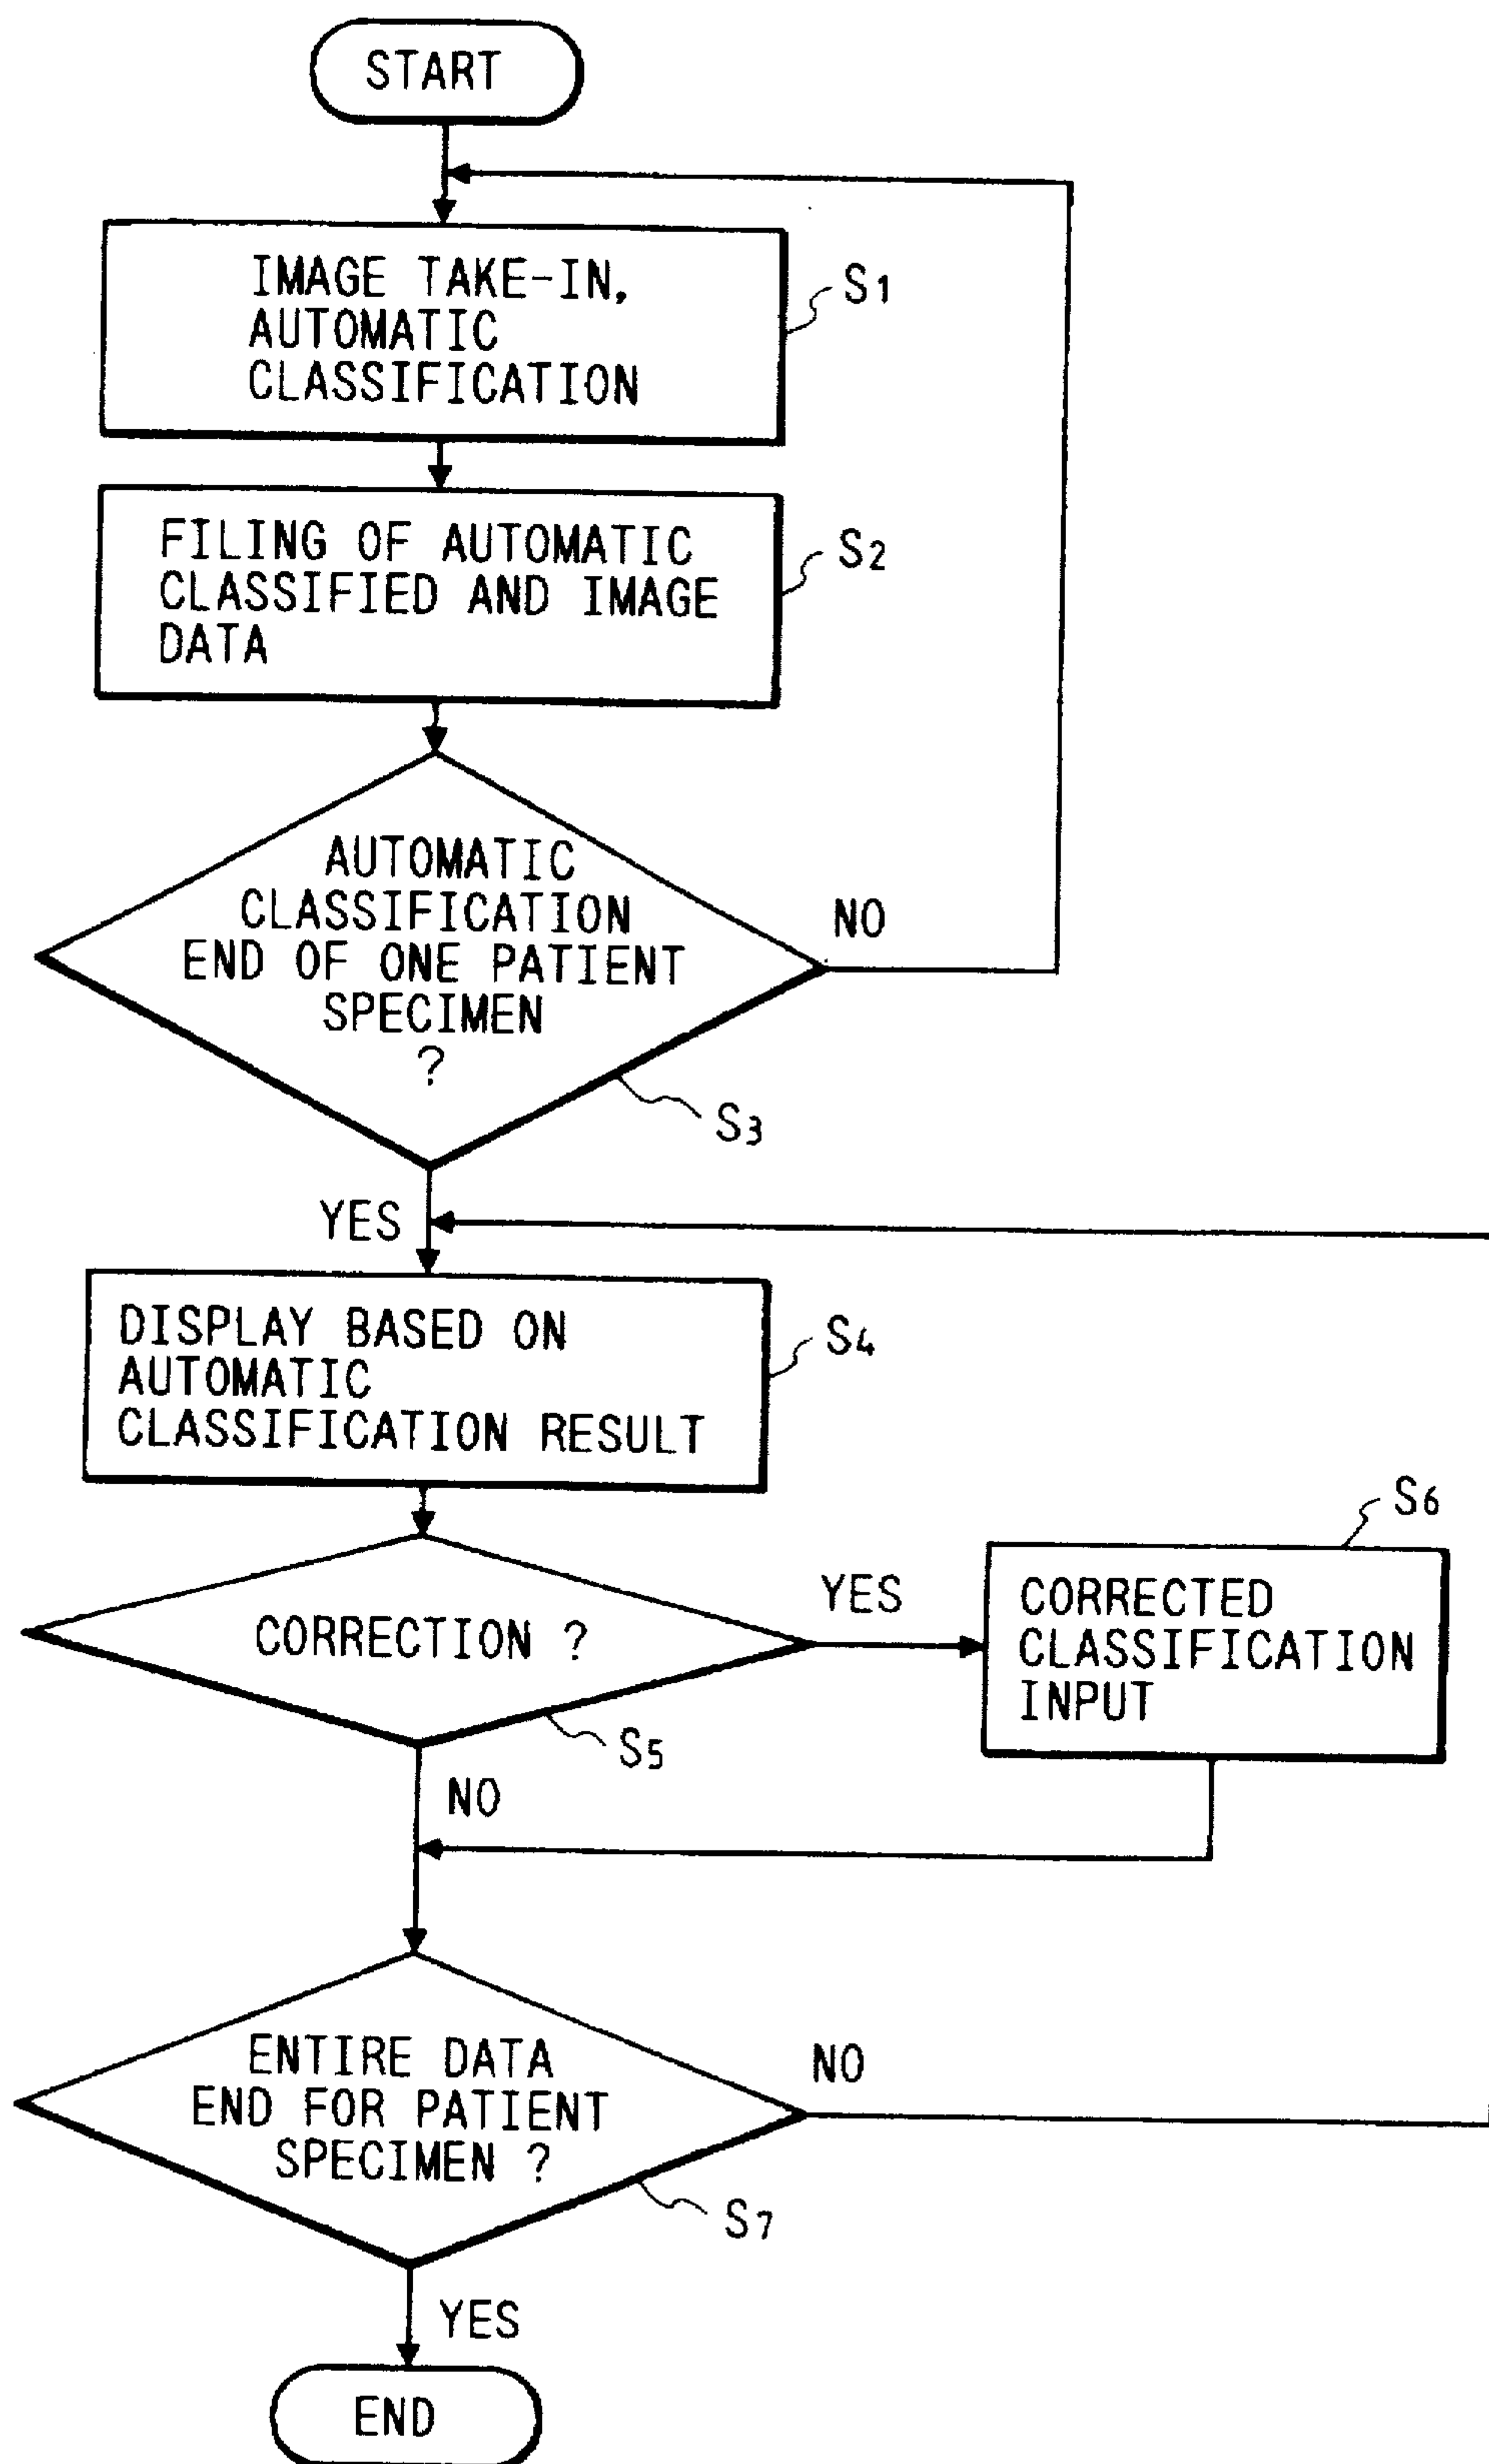 START
IMAGE TAKE-IN,
AUTOMATIC
CLASSIFICATION
S1
FILING OF AUTOMATIC
CLASSIFIED AND IMAGE
DATA
S2
AUTOMATIC
CLASSIFICATION
END OF ONE PATIENT
SPECIMEN
?
NO
S3
YES
DISPLAY BASED ON
AUTOMATIC
CLASSIFICATION RESULT
S4
CORRECTION ?
YES
S5
S6
CORRECTED
CLASSIFICATION
INPUT
NO
ENTIRE DATA
END FOR PATIENT
SPECIMEN ?
NO
S7
YES
END